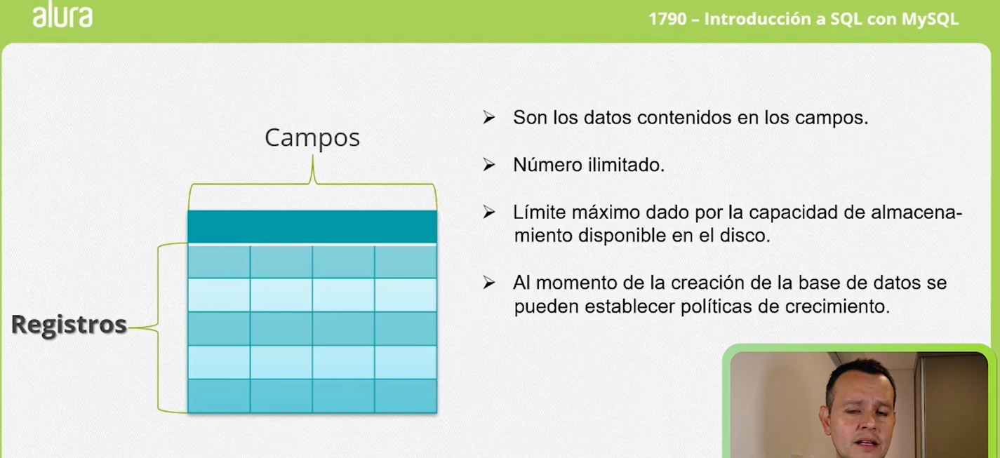 alura
1790 – Introducción a SQL con MySQL
Campos
Registros
Son los datos contenidos en los campos.
Número ilimitado.
Límite máximo dado por la capacidad de almacena-
miento disponible en el disco.
Al momento de la creación de la base de datos se
pueden establecer políticas de crecimiento.